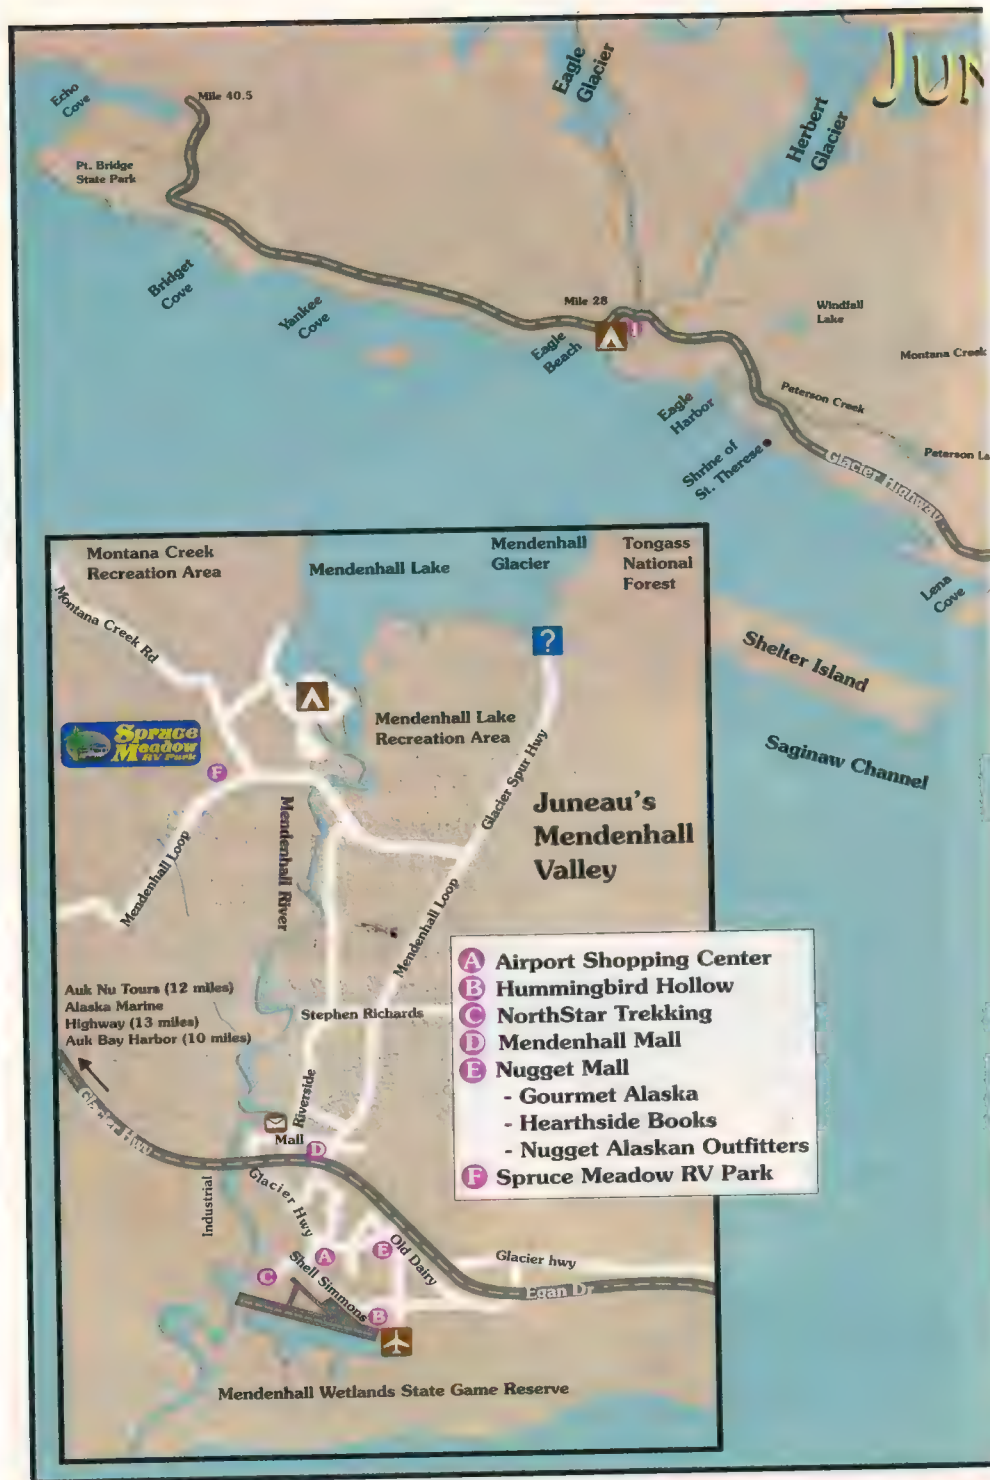 JUN
Echo
Cove
Mile 40.5
Pt. Bridge
State Park
Eagle
Glacier
Herbert
Glacier
Bridget
Cove
Yankee
Cove
Mile 28
Eagle
Beach
Windfall
Lake
Montana Creek
Eagle
Harbor
Peterson Creek
Shrine of
St. Therese
Peterson La
Glacier Highway
Lena
Cove
Shelter Island
Saginaw Channel
Montana Creek
Recreation Area
Mendenhall Lake
Mendenhall
Glacier
Tongass
National
Forest
Montana Creek Rd
?
Spruce
Meadow
RV Park
F
Mendenhall Lake
Recreation Area
Glacier Spur Hwy
Juneau's
Mendenhall
Valley
Mendenhall Loop
Mendenhall River
Mendenhall Loop
Auk Nu Tours (12 miles)
Alaska Marine
Highway (13 miles)
Auk Bay Harbor (10 miles)
Stephen Richards
A Airport Shopping Center
B Hummingbird Hollow
C NorthStar Trekking
D Mendenhall Mall
E Nugget Mall
- Gourmet Alaska
- Hearthside Books
- Nugget Alaskan Outfitters
F Spruce Meadow RV Park
Glacier Hwy
Riverside
Mall
D
Industrial
Glacier Hwy
A
E
Old Dairy
Glacier hwy
C
Shell Simmons
B
Egan Dr
Mendenhall Wetlands State Game Reserve